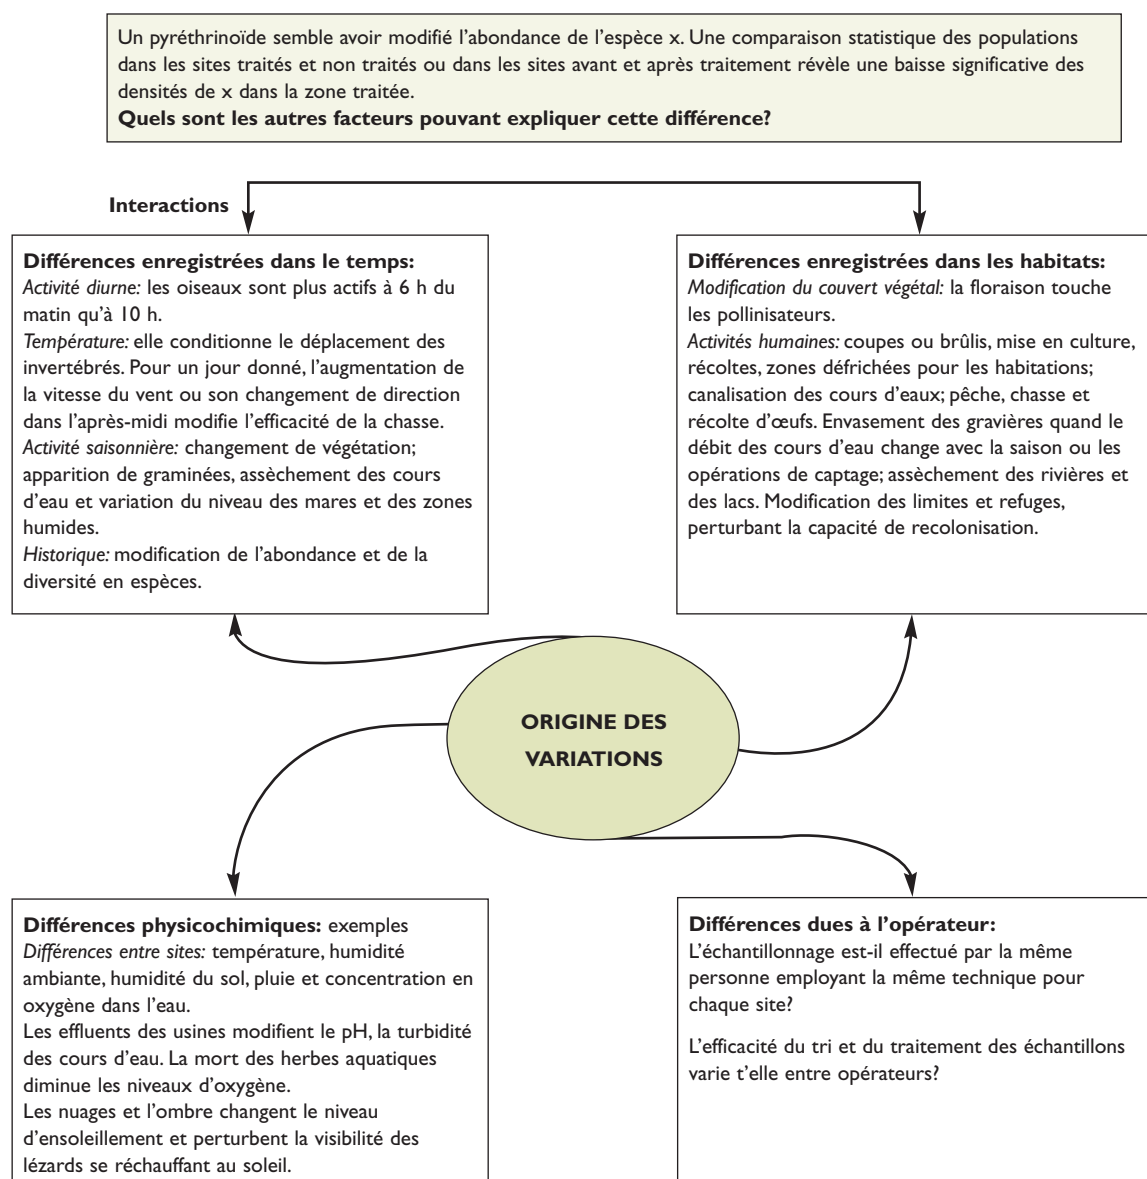 Un pyréthrinoïde semble avoir modifié l'abondance de l'espèce x. Une comparaison statistique des populations
dans les sites traités et non traités ou dans les sites avant et après traitement révèle une baisse significative des
densités de x dans la zone traitée.
Quels sont les autres facteurs pouvant expliquer cette différence?
Interactions
Différences enregistrées dans le temps:
Activité diurne: les oiseaux sont plus actifs à 6 h du
matin qu'à 10 h.
Température: elle conditionne le déplacement des
invertébrés. Pour un jour donné, l'augmentation de
la vitesse du vent ou son changement de direction
dans l'après-midi modifie l'efficacité de la chasse.
Activité saisonnière: changement de végétation;
apparition de graminées, assèchement des cours
d'eau et variation du niveau des mares et des zones
humides.
Historique: modification de l'abondance et de la
diversité en espèces.
Différences enregistrées dans les habitats:
Modification du couvert végétal: la floraison touche
les pollinisateurs.
Activités humaines: coupes ou brûlis, mise en culture,
récoltes, zones défrichées pour les habitations;
canalisation des cours d'eaux; pêche, chasse et
récolte d'œufs. Envasement des gravières quand le
débit des cours d'eau change avec la saison ou les
opérations de captage; assèchement des rivières et
des lacs. Modification des limites et refuges,
perturbant la capacité de recolonisation.
ORIGINE DES
VARIATIONS
Différences physicochimiques: exemples
Différences entre sites: température, humidité
ambiante, humidité du sol, pluie et concentration en
oxygène dans l'eau.
Les effluents des usines modifient le pH, la turbidité
des cours d'eau. La mort des herbes aquatiques
diminue les niveaux d'oxygène.
Les nuages et l'ombre changent le niveau
d'ensoleillement et perturbent la visibilité des
lézards se réchauffant au soleil.
Différences dues à l'opérateur:
L'échantillonnage est-il effectué par la même
personne employant la même technique pour
chaque site?
L'efficacité du tri et du traitement des échantillons
varie t'elle entre opérateurs?